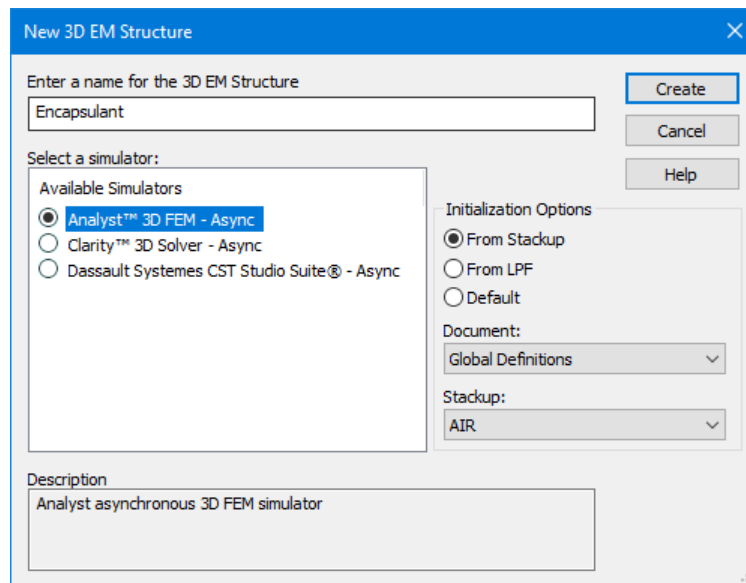 New 3D EM Structure
Enter a name for the 3D EM Structure
Encapsulant
Create
Cancel
Help
Select a simulator:
Available Simulators
Analyst™ 3D FEM - Async
Clarity™ 3D Solver - Async
Dassault Systemes CST Studio Suite® - Async
Initialization Options
From Stackup
From LPF
Default
Document:
Global Definitions
Stackup:
AIR
Description
Analyst asynchronous 3D FEM simulator